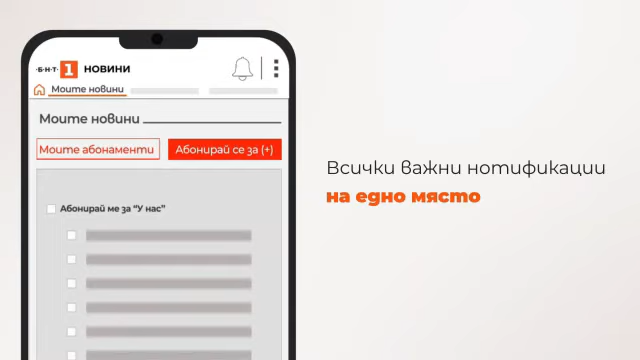 ·Б·Н·Т· 1 НОВИНИ
Моите новини
Моите новини
Моите абонаменти
Абонирай се за (+)
Абонирай ме за “У нас”
Всички важни нотификации
на едно място